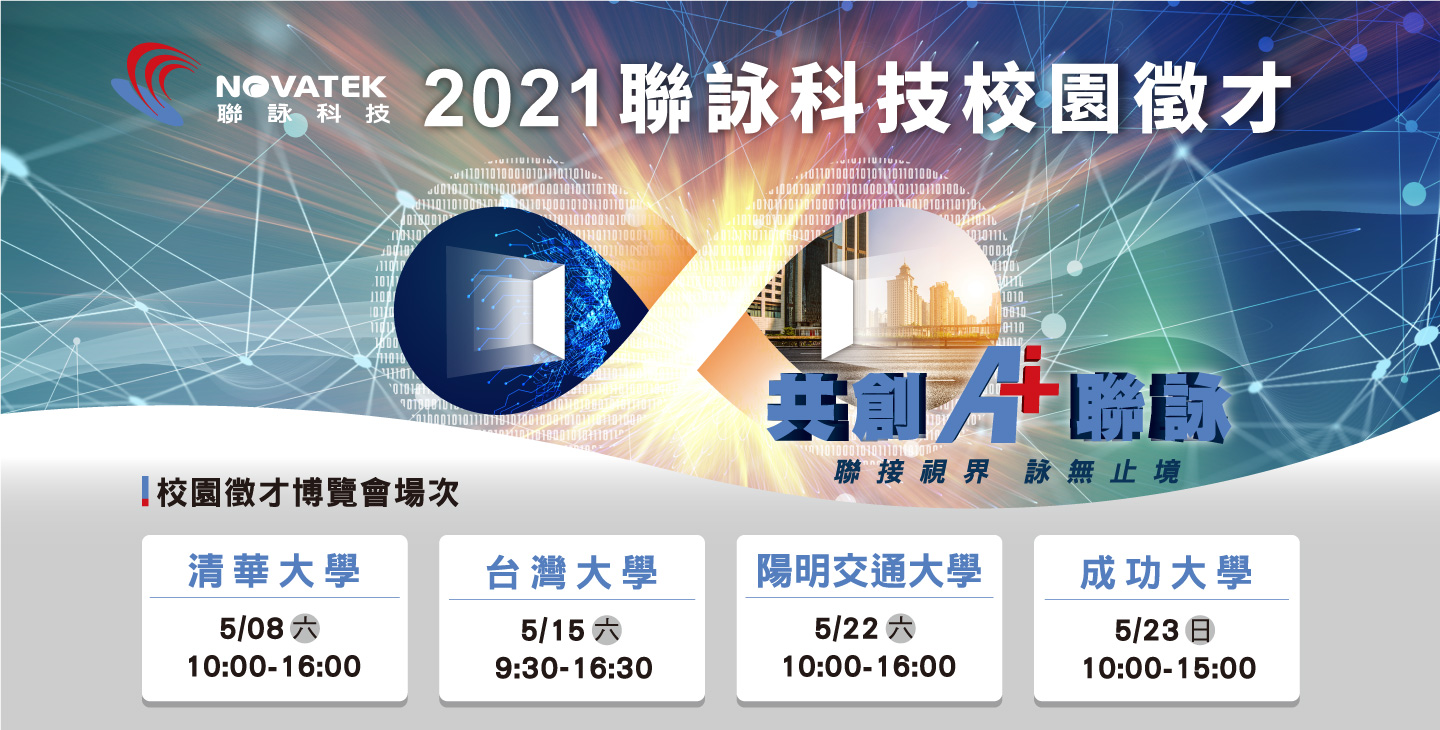 NOVATEK
聯詠科技
2021聯詠科技校園徵才
共創A+聯詠
聯接視界 詠無止境
校園徵才博覽會場次
清華大學
5/08 六
10:00-16:00
台灣大學
5/15 六
9:30-16:30
陽明交通大學
5/22 六
10:00-16:00
成功大學
5/23 日
10:00-15:00